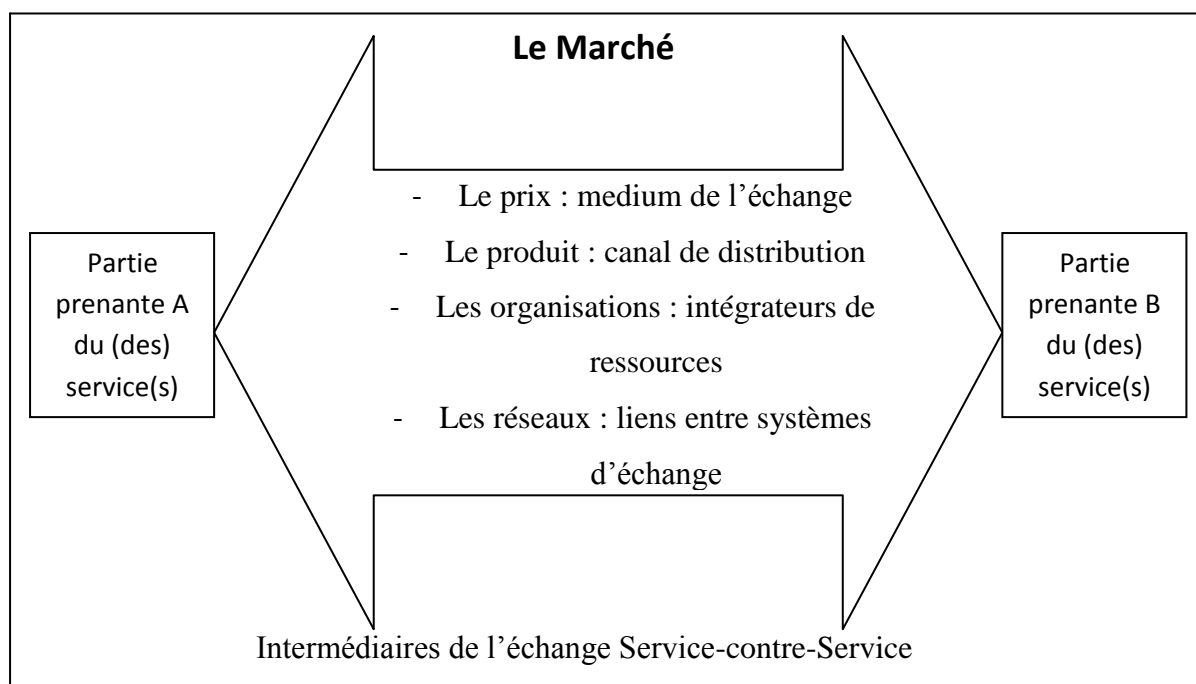 Le Marché
- Le prix : medium de l’échange
- Le produit : canal de distribution
- Les organisations : intégrateurs de
ressources
- Les réseaux : liens entre systèmes
d’échange
Partie
prenante A
du (des)
service(s)
Partie
prenante B
du (des)
service(s)
Intermédiaires de l’échange Service-contre-Service